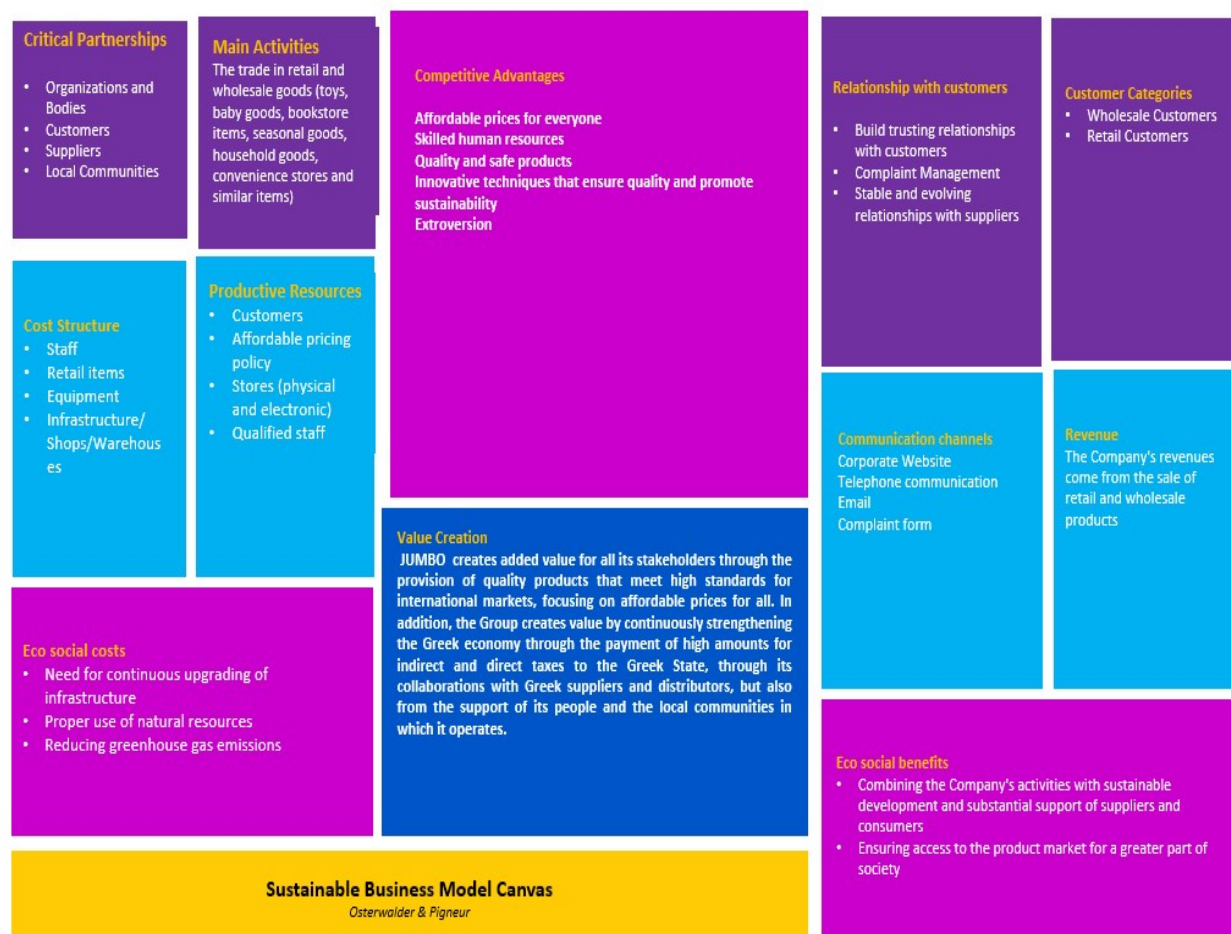 Critical Partnerships
• Organizations and
Bodies
• Customers
• Suppliers
• Local Communities
Main Activities
The trade in retail and
wholesale goods (toys,
baby goods, bookstore
items, seasonal goods,
household goods,
convenience stores and
similar items)
Competitive Advantages
Affordable prices for everyone
Skilled human resources
Quality and safe products
Innovative techniques that ensure quality and promote
sustainability
Extroversion
Relationship with customers
• Build trusting relationships
with customers
• Complaint Management
• Stable and evolving
relationships with suppliers
Customer Categories
• Wholesale Customers
• Retail Customers
Cost Structure
• Staff
• Retail items
• Equipment
• Infrastructure/
Shops/Warehous
es
Productive Resources
• Customers
• Affordable pricing
policy
• Stores (physical
and electronic)
• Qualified staff
Communication channels
Corporate Website
Telephone communication
Email
Complaint form
Revenue
The Company's revenues
come from the sale of
retail and wholesale
products
Value Creation
JUMBO creates added value for all its stakeholders through the
provision of quality products that meet high standards for
international markets, focusing on affordable prices for all. In
addition, the Group creates value by continuously strengthening
the Greek economy through the payment of high amounts for
indirect and direct taxes to the Greek State, through its
collaborations with Greek suppliers and distributors, but also
from the support of its people and the local communities in
which it operates.
Eco social costs
• Need for continuous upgrading of
infrastructure
• Proper use of natural resources
• Reducing greenhouse gas emissions
Eco social benefits
• Combining the Company's activities with sustainable
development and substantial support of suppliers and
consumers
• Ensuring access to the product market for a greater part of
society
Sustainable Business Model Canvas
Osterwalder & Pigneur